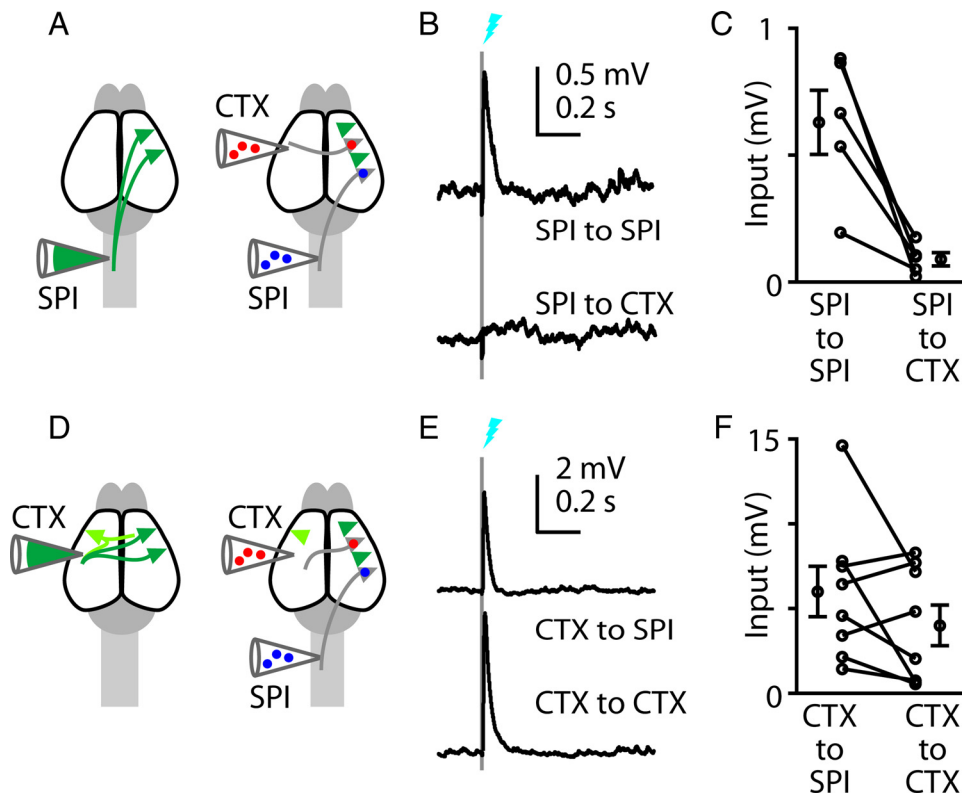 A
SPI
CTX
SPI
B
0.5 mV
0.2 s
SPI to SPI
SPI to CTX
C
1
Input (mV)
0
SPI
to
SPI
SPI
to
CTX
D
CTX
CTX
SPI
E
2 mV
0.2 s
CTX to SPI
CTX to CTX
F
15
Input (mV)
0
CTX
to
SPI
CTX
to
CTX